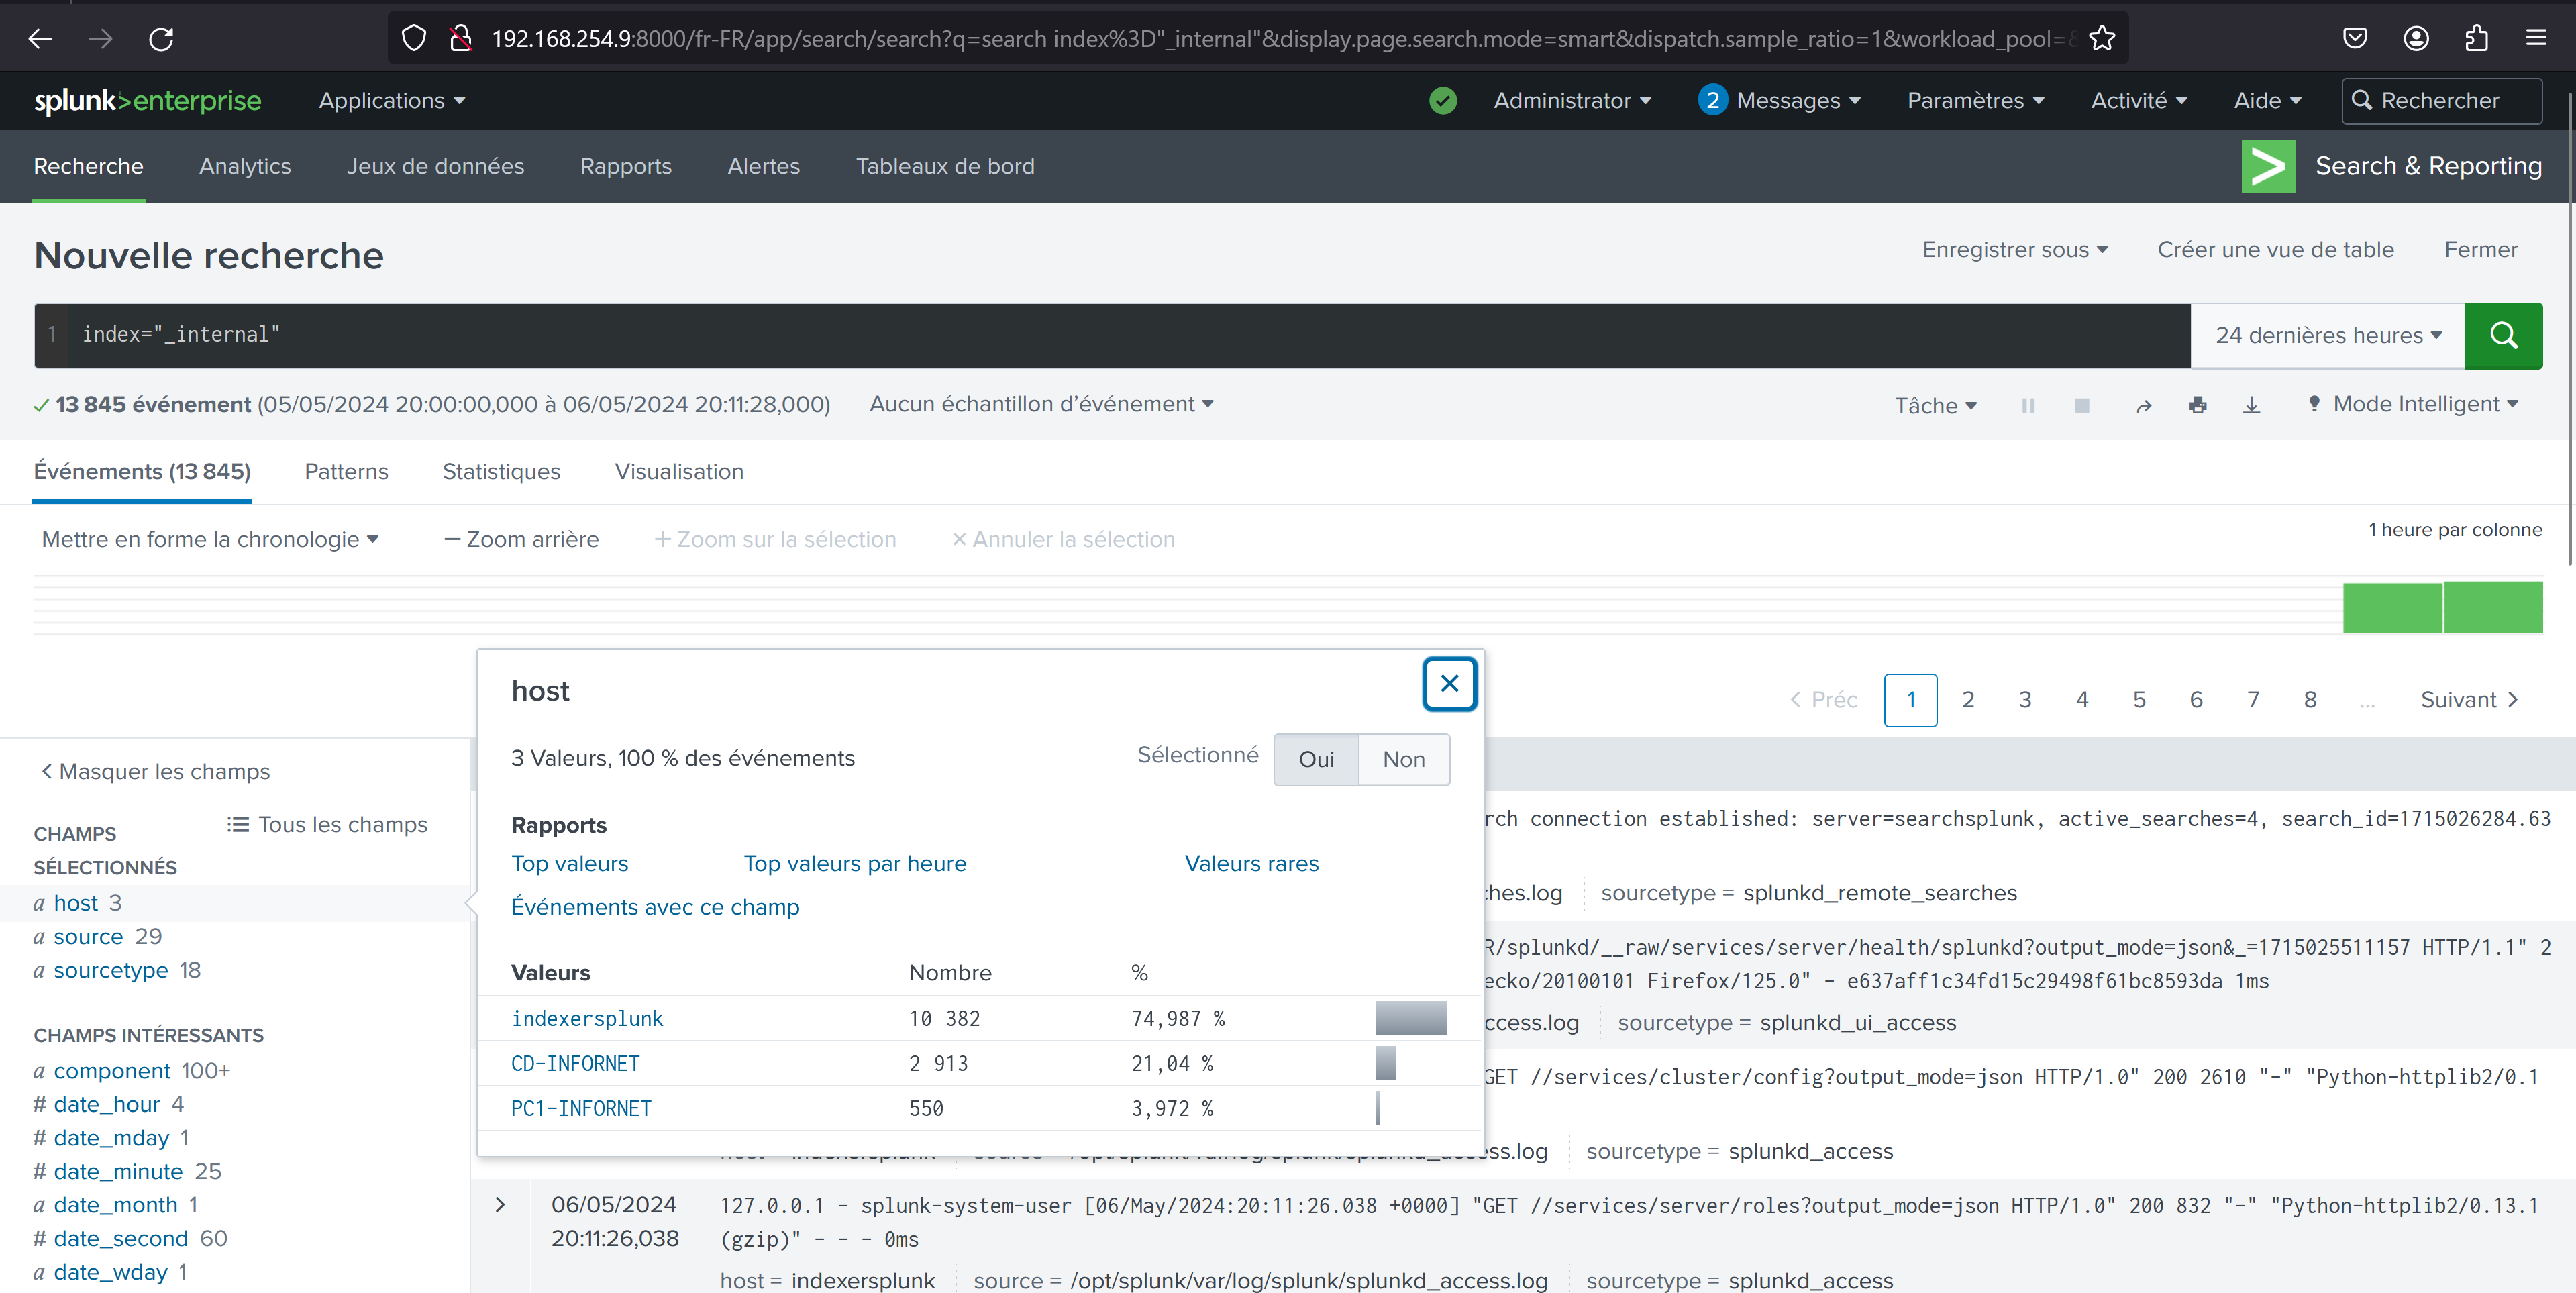 192.168.254.9:8000/fr-FR/app/search/search?q=search index%3D"_internal"&display.page.search.mode=smart&dispatch.sample_ratio=1&workload_pool=
splunk>enterprise Applications Administrator 2 Messages Paramètres Activité Aide Rechercher
Recherche Analytics Jeux de données Rapports Alertes Tableaux de bord Search & Reporting
Nouvelle recherche Enregistrer sous Créer une vue de table Fermer
1 index="_internal" 24 dernières heures
13 845 événement (05/05/2024 20:00:00,000 à 06/05/2024 20:11:28,000) Aucun échantillon d'événement Tâche Mode Intelligent
Événements (13 845) Patterns Statistiques Visualisation
Mettre en forme la chronologie — Zoom arrière + Zoom sur la sélection × Annuler la sélection 1 heure par colonne
< Préc 1 2 3 4 5 6 7 8 ... Suivant >
< Masquer les champs
Tous les champs
CHAMPS
SÉLECTIONNÉS
a host 3
a source 29
a sourcetype 18
CHAMPS INTÉRESSANTS
a component 100+
# date_hour 4
# date_mday 1
# date_minute 25
a date_month 1
# date_second 60
a date_wday 1
host
3 Valeurs, 100 % des événements Sélectionné Oui Non
Rapports
Top valeurs Top valeurs par heure Valeurs rares
Événements avec ce champ
Valeurs Nombre %
indexersplunk 10 382 74,987 %
CD-INFORNET 2 913 21,04 %
PC1-INFORNET 550 3,972 %
rch connection established: server=searchsplunk, active_searches=4, search_id=1715026284.63
hes.log sourcetype = splunkd_remote_searches
R/splunkd/__raw/services/server/health/splunkd?output_mode=json&_=1715025511157 HTTP/1.1" 2
ecko/20100101 Firefox/125.0" - e637aff1c34fd15c29498f61bc8593da 1ms
ccess.log sourcetype = splunkd_ui_access
GET //services/cluster/config?output_mode=json HTTP/1.0" 200 2610 "-" "Python-httplib2/0.1
ss.log sourcetype = splunkd_access
06/05/2024 127.0.0.1 - splunk-system-user [06/May/2024:20:11:26.038 +0000] "GET //services/server/roles?output_mode=json HTTP/1.0" 200 832 "-" "Python-httplib2/0.13.1
20:11:26,038 (gzip)" - - - 0ms
host = indexersplunk source = /opt/splunk/var/log/splunk/splunkd_access.log sourcetype = splunkd_access